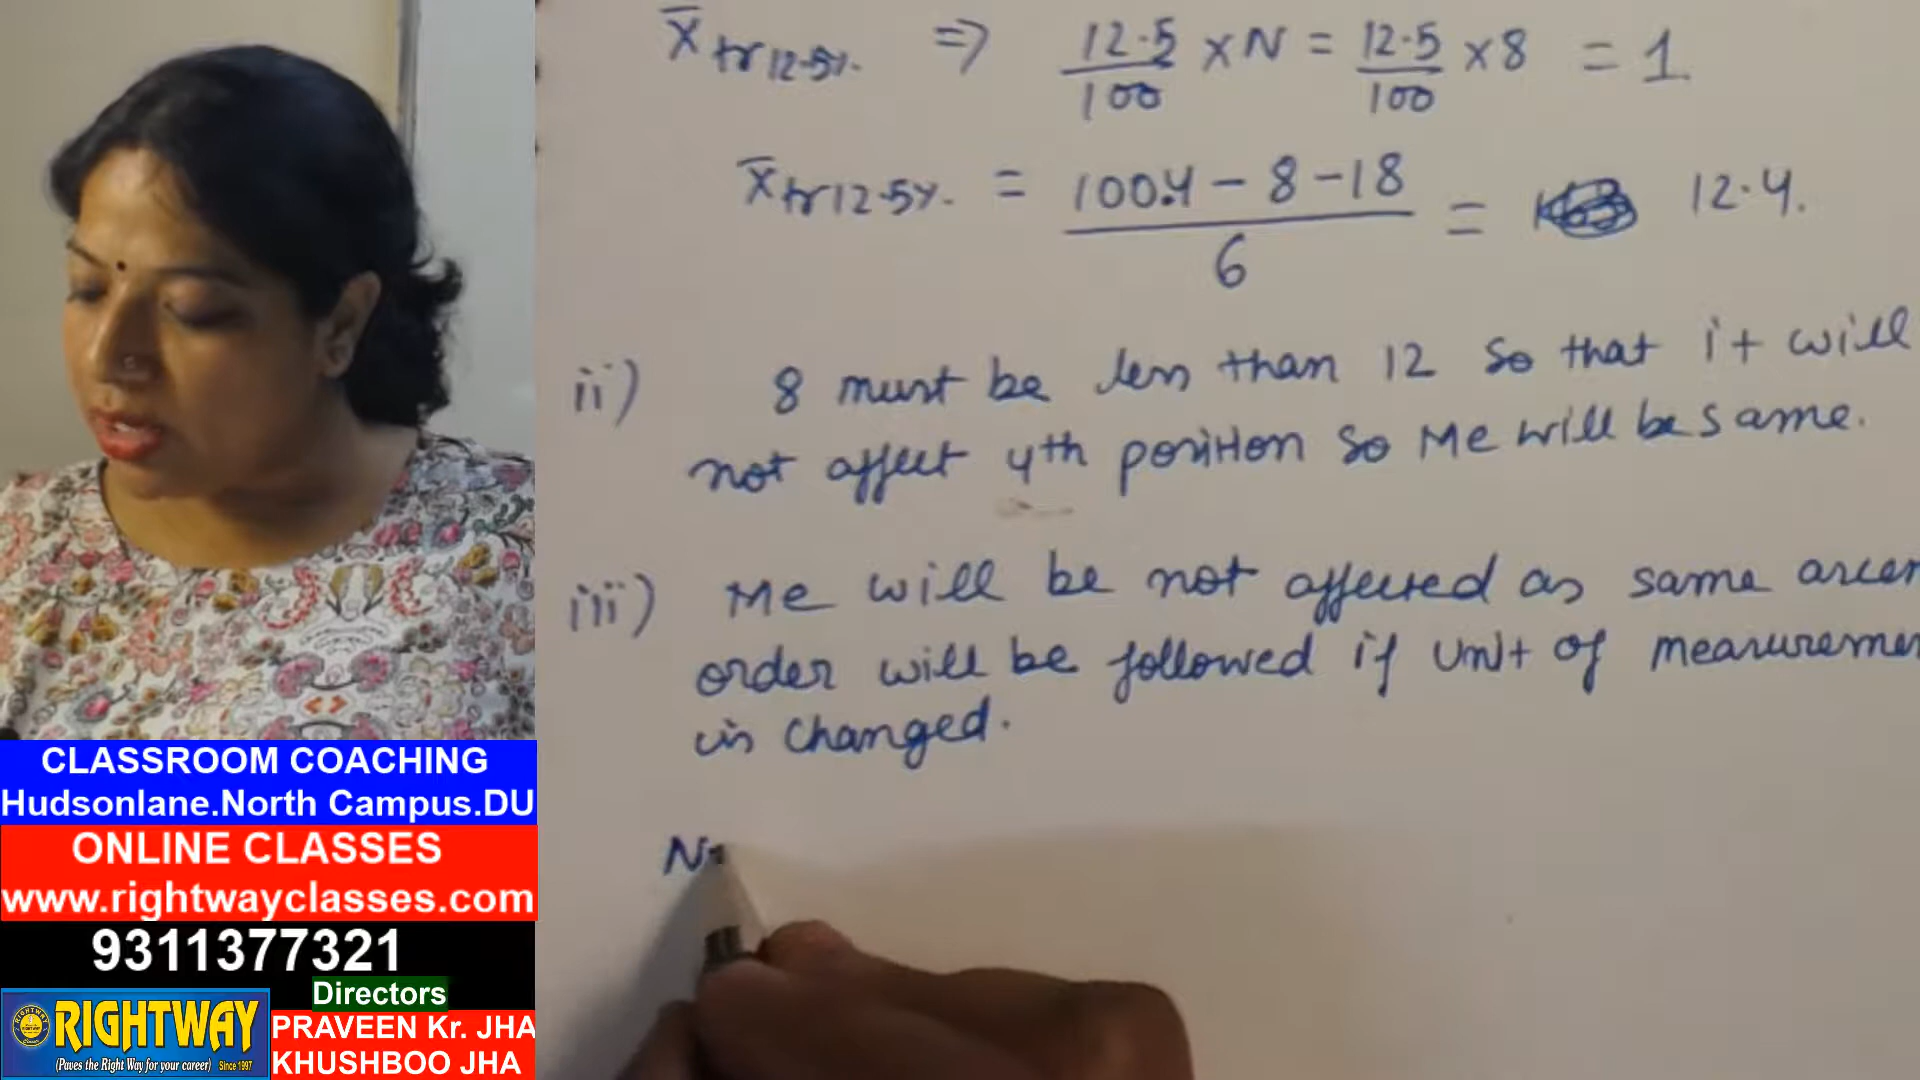 x̄ tr12.5%. => 12.5/100 x N = 12.5/100 x 8 = 1
x̄ tr12.5%. = 100.4 - 8 - 18 / 6 = 12.4.
ii) 8 must be less than 12 so that it will
not affect 4th position so Me will be same.
iii) Me will be not affected as same ascen
order will be followed if unit of measuremen
is changed.
N
CLASSROOM COACHING
Hudsonlane.North Campus.DU
ONLINE CLASSES
www.rightwayclasses.com
9311377321
Directors
RIGHTWAY
(Paves the Right Way for your career) Since 1997
PRAVEEN Kr. JHA
KHUSHBOO JHA